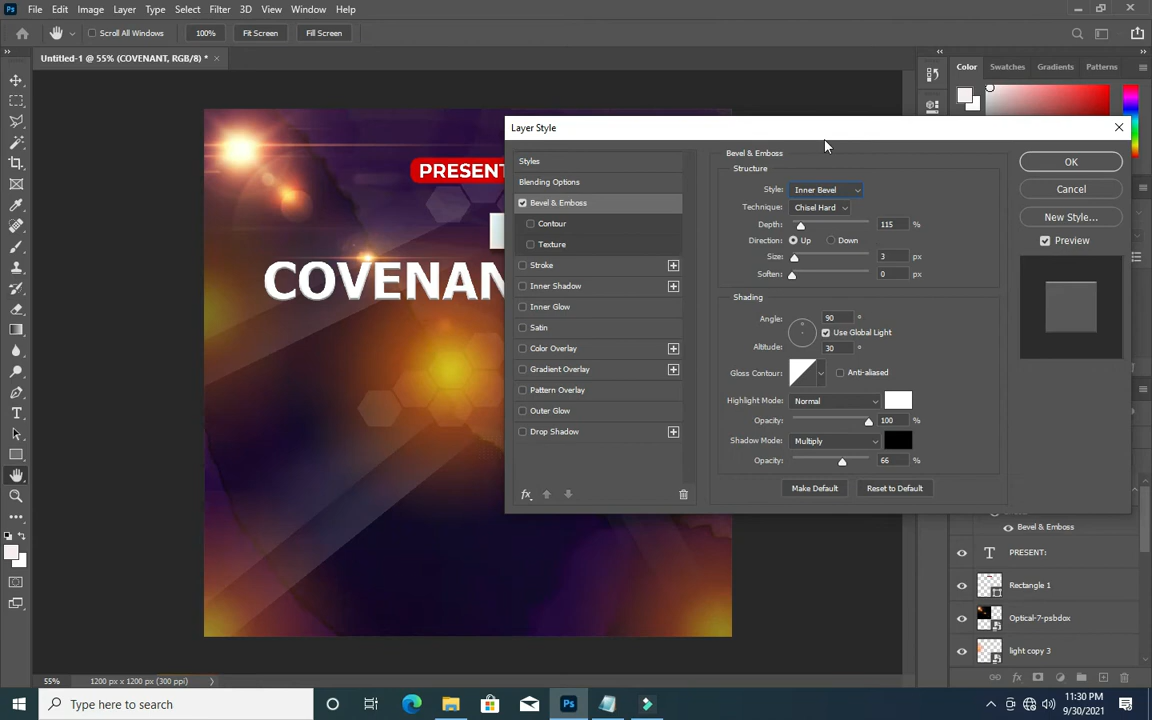 Ps File Edit Image Layer Type Select Filter 3D View Window Help
Scroll All Windows 100% Fit Screen Fill Screen
Untitled-1 @ 55% (COVENANT, RGB/8) * ×
Color Swatches Gradients Patterns
PRESENT
COVENAN
Layer Style
Styles
Blending Options
Bevel & Emboss
Contour
Texture
Stroke
Inner Shadow
Inner Glow
Satin
Color Overlay
Gradient Overlay
Pattern Overlay
Outer Glow
Drop Shadow
fx
Bevel & Emboss
Structure
Style: Inner Bevel
Technique: Chisel Hard
Depth: 115 %
Direction: Up Down
Size: 3 px
Soften: 0 px
Shading
Angle: 90 °
Use Global Light
Altitude: 30 °
Gloss Contour: Anti-aliased
Highlight Mode: Normal
Opacity: 100 %
Shadow Mode: Multiply
Opacity: 66 %
Make Default Reset to Default
OK
Cancel
New Style...
Preview
Bevel & Emboss
T PRESENT:
Rectangle 1
Optical-7-psbdox
light copy 3
fx
55% 1200 px x 1200 px (300 ppi)
Type here to search
Ps
11:30 PM
9/30/2021